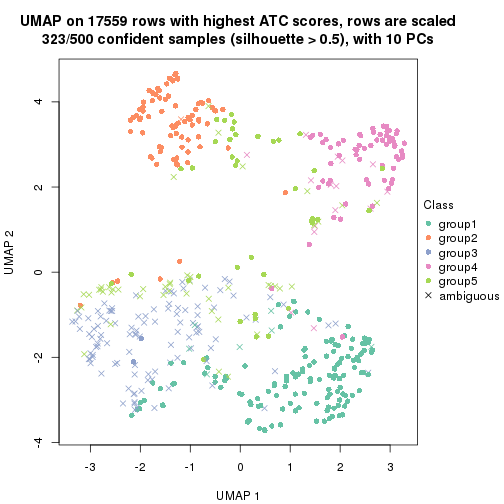 UMAP on 17559 rows with highest ATC scores, rows are scaled
323/500 confident samples (silhouette > 0.5), with 10 PCs
4
2
0
-2
-4
UMAP 2
-3
-2
-1
0
1
2
3
UMAP 1
Class
group1
group2
group3
group4
group5
ambiguous